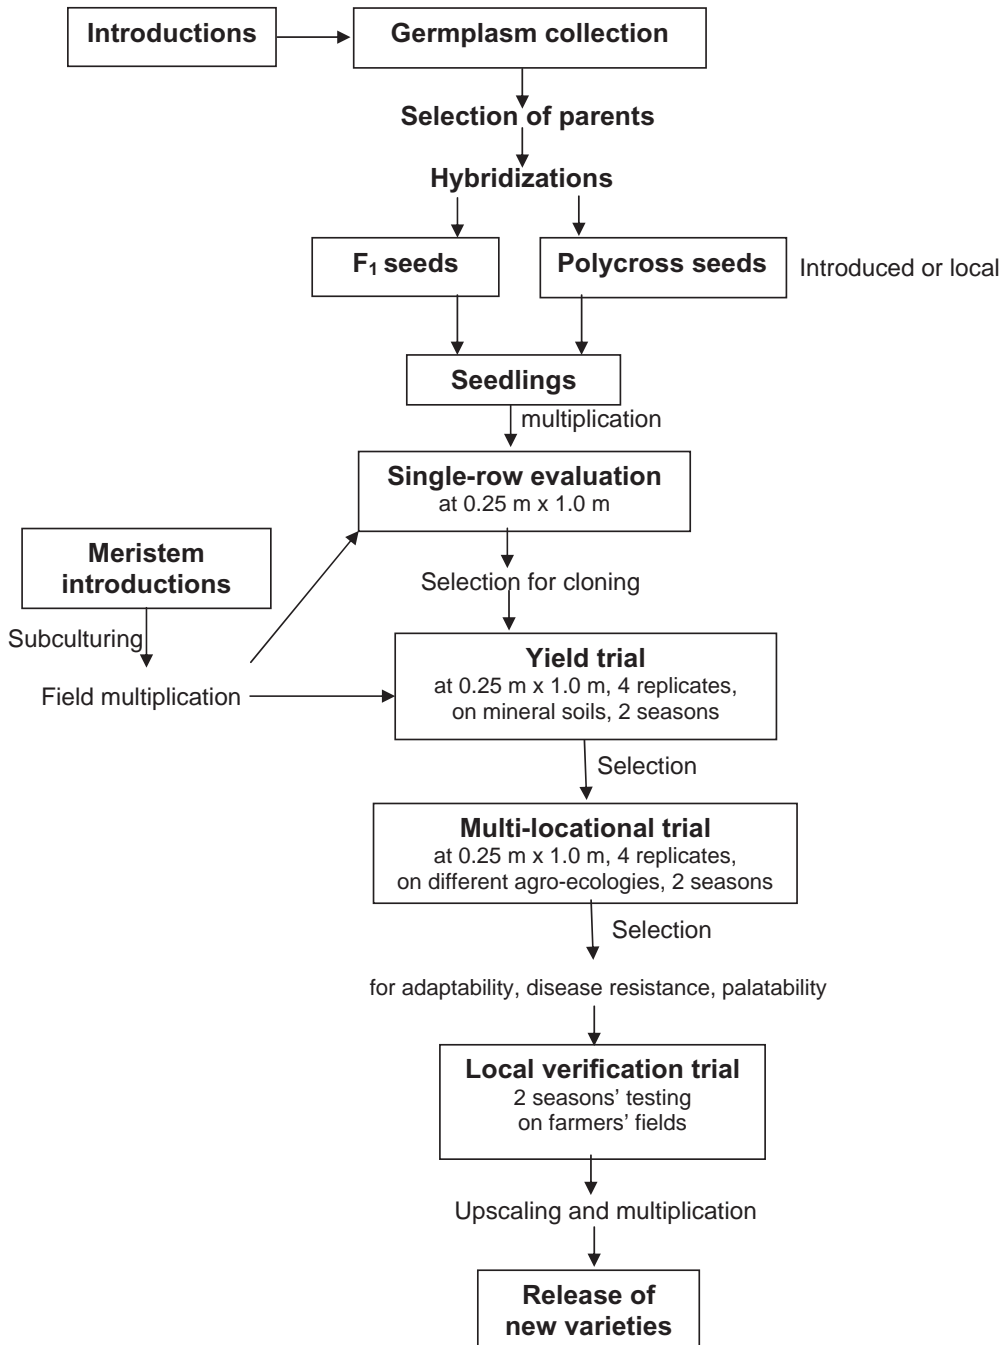 Introductions
Germplasm collection
Selection of parents
Hybridizations
F₁ seeds
Polycross seeds
Introduced or local
Seedlings
multiplication
Single-row evaluation
at 0.25 m x 1.0 m
Meristem
introductions
Selection for cloning
Subculturing
Field multiplication
Yield trial
at 0.25 m x 1.0 m, 4 replicates,
on mineral soils, 2 seasons
Selection
Multi-locational trial
at 0.25 m x 1.0 m, 4 replicates,
on different agro-ecologies, 2 seasons
Selection
for adaptability, disease resistance, palatability
Local verification trial
2 seasons’ testing
on farmers’ fields
Upscaling and multiplication
Release of
new varieties